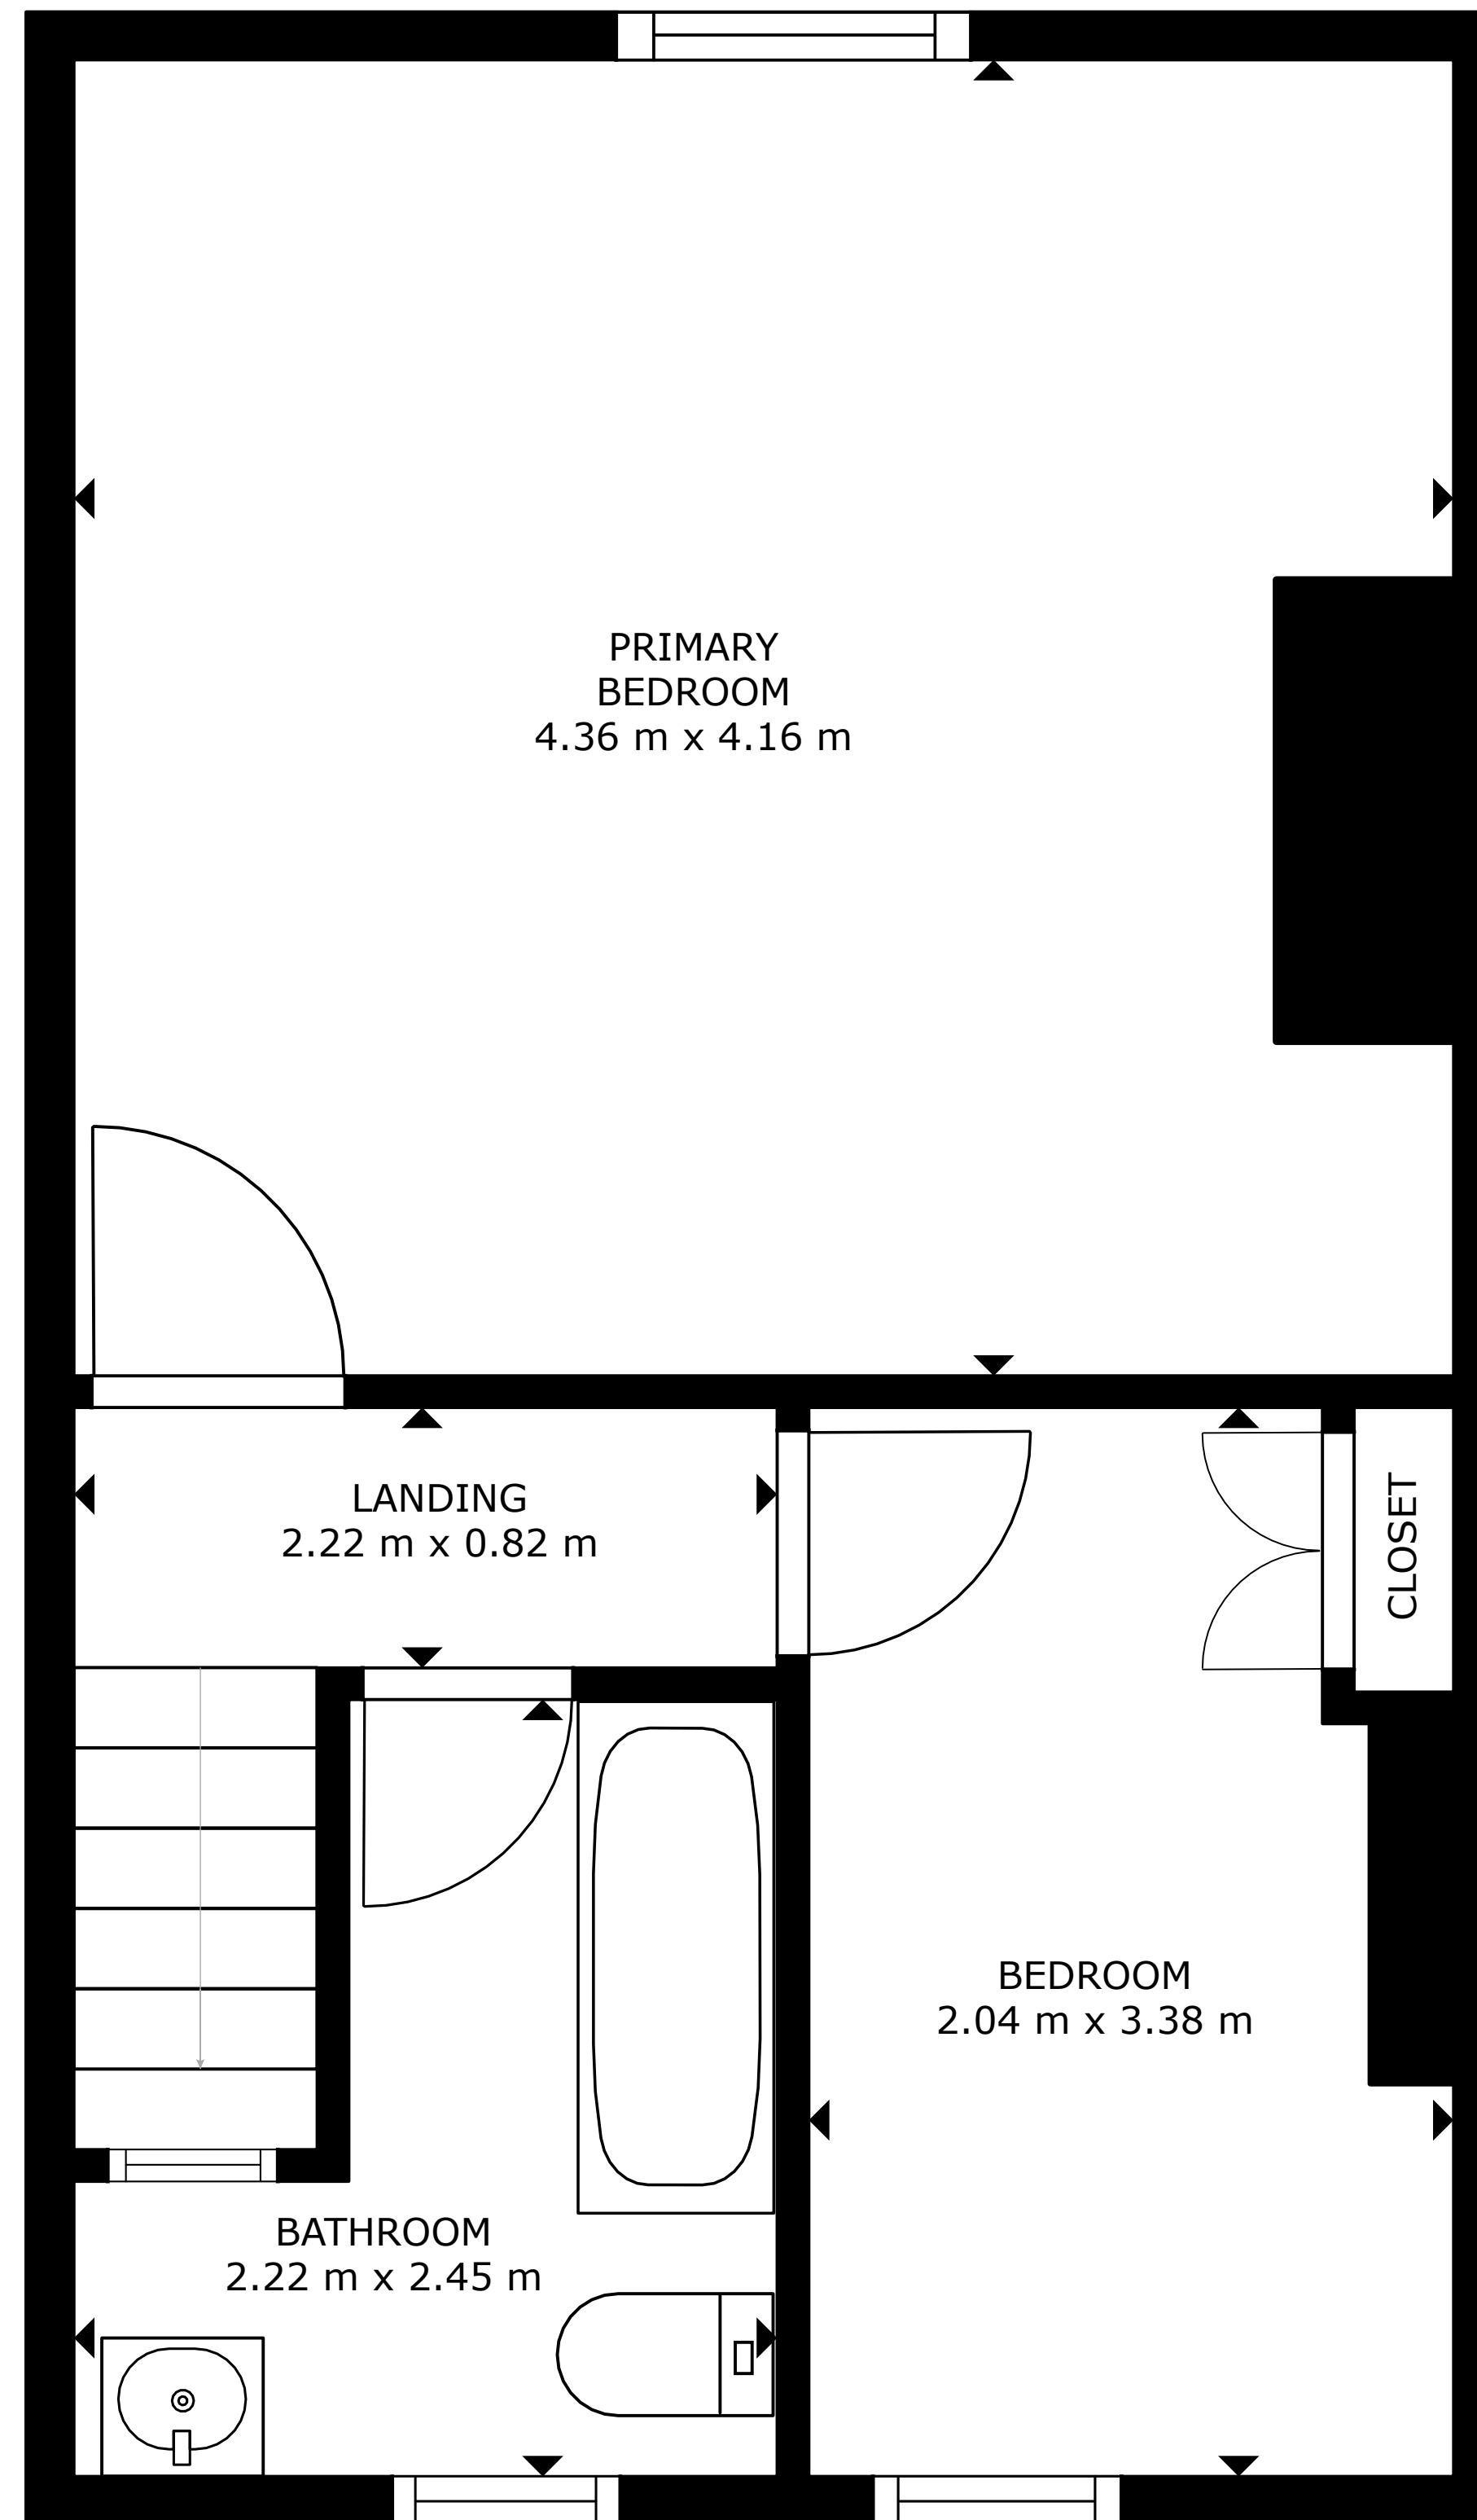 PRIMARY
BEDROOM
4.36 m x 4.16 m
LANDING
2.22 m x 0.82 m
CLOSET
BEDROOM
2.04 m x 3.38 m
BATHROOM
2.22 m x 2.45 m